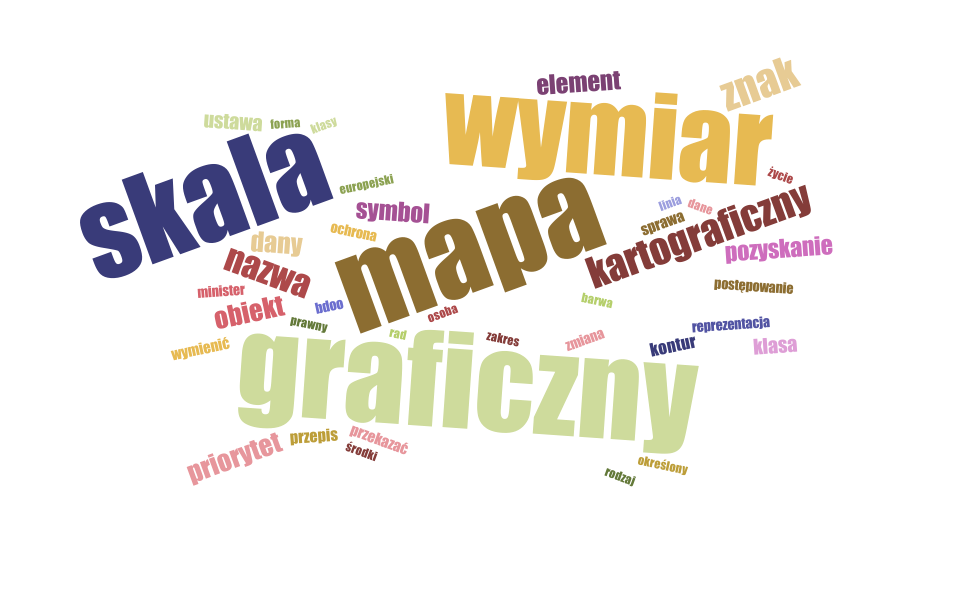 element
znak
wymiar
ustawa
forma
klasy
skala
europejski
symbol
ochrona
mapa
życie
linia
dane
sprawa
kartograficzny
pozyskanie
dany
nazwa
minister
obiekt
bdoo
prawny
osoba
barwa
postępowanie
rad
zakres
zmiana
reprezentacja
kontur
klasa
wymienić
graficzny
priorytet
przepis
przekazać
środki
określony
rodzaj